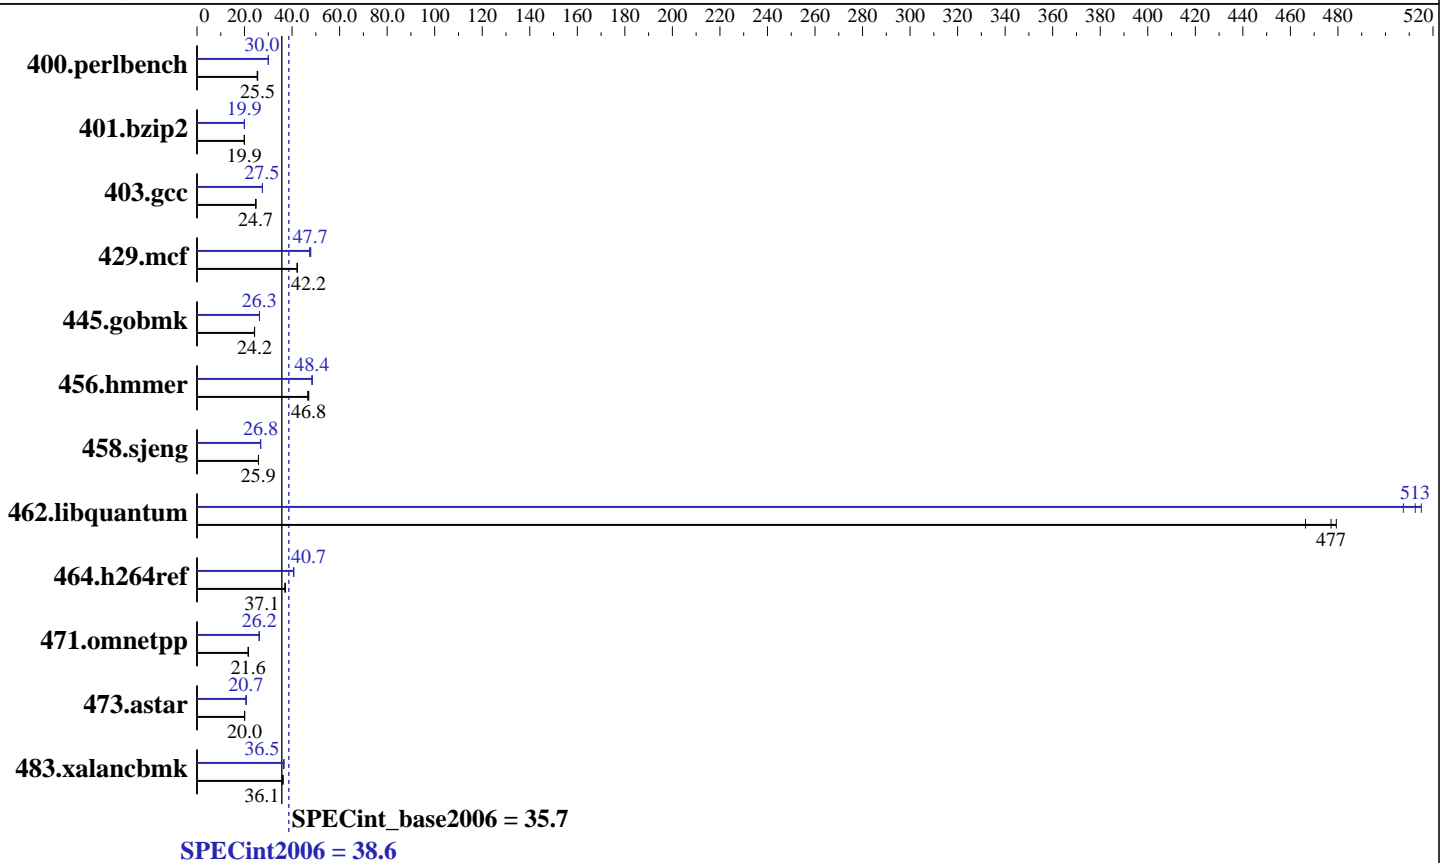 0 20.0 40.0 60.0 80.0 100 120 140 160 180 200 220 240 260 280 300 320 340 360 380 400 420 440 460 480 520
400.perlbench
30.0
25.5
401.bzip2
19.9
19.9
403.gcc
27.5
24.7
429.mcf
47.7
42.2
445.gobmk
26.3
24.2
456.hmmer
48.4
46.8
458.sjeng
26.8
25.9
462.libquantum
513
477
464.h264ref
40.7
37.1
471.omnetpp
26.2
21.6
473.astar
20.7
20.0
483.xalancbmk
36.5
36.1
SPECint_base2006 = 35.7
SPECint2006 = 38.6